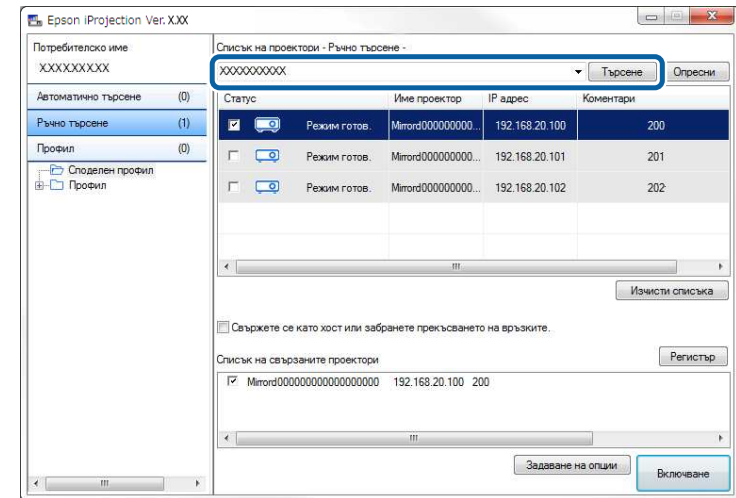 Epson iProjection Ver. X.XX
Потребителско име
XXXXXXXXX
Автоматично търсене (0)
Ръчно търсене (1)
Профил (0)
Споделен профил
Профил
Списък на проектори - Ръчно търсене -
XXXXXXXXXX Търсене Опресни
Статус Име проектор IP адрес Коментари
Режим готов. Mirrord000000000... 192.168.20.100 200
Режим готов. Mirrord000000000... 192.168.20.101 201
Режим готов. Mirrord000000000... 192.168.20.102 202
Изчисти списъка
Свържете се като хост или забранете прекъсването на връзките.
Списък на свързаните проектори Регистър
Mirrord000000000000000000 192.168.20.100 200
Задаване на опции Включване